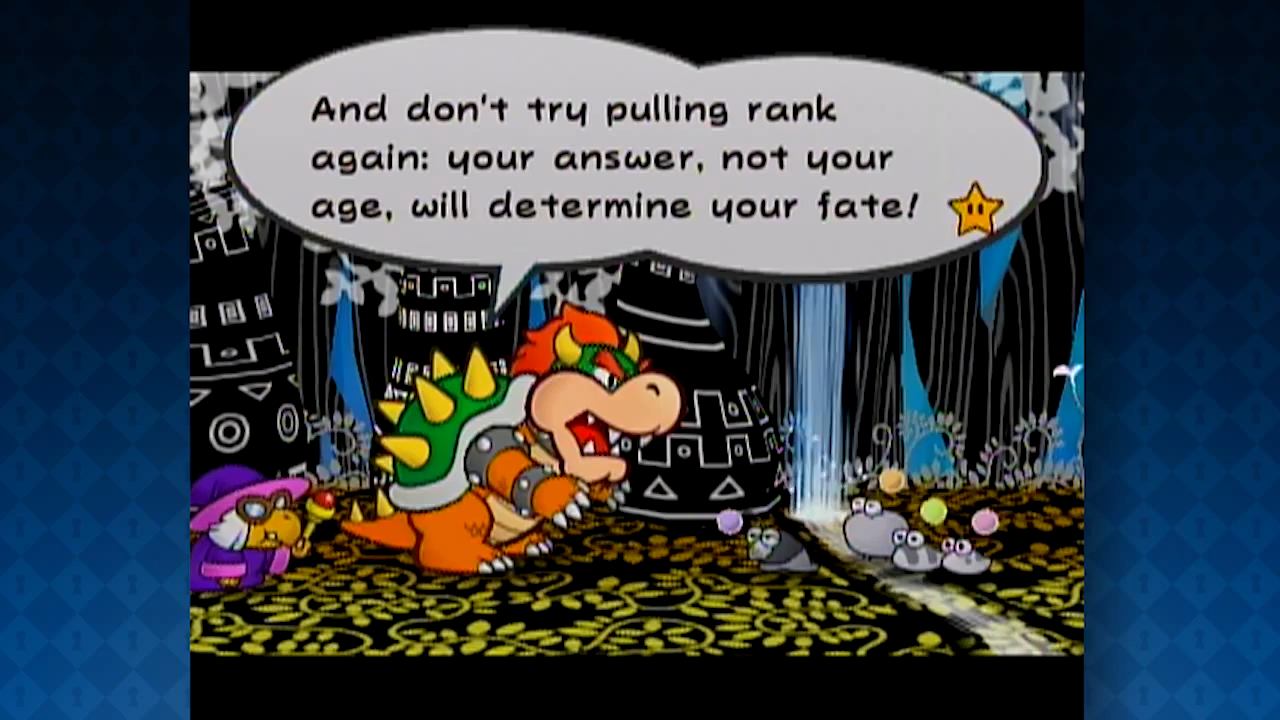 And don't try pulling rank
again: your answer, not your
age, will determine your fate!